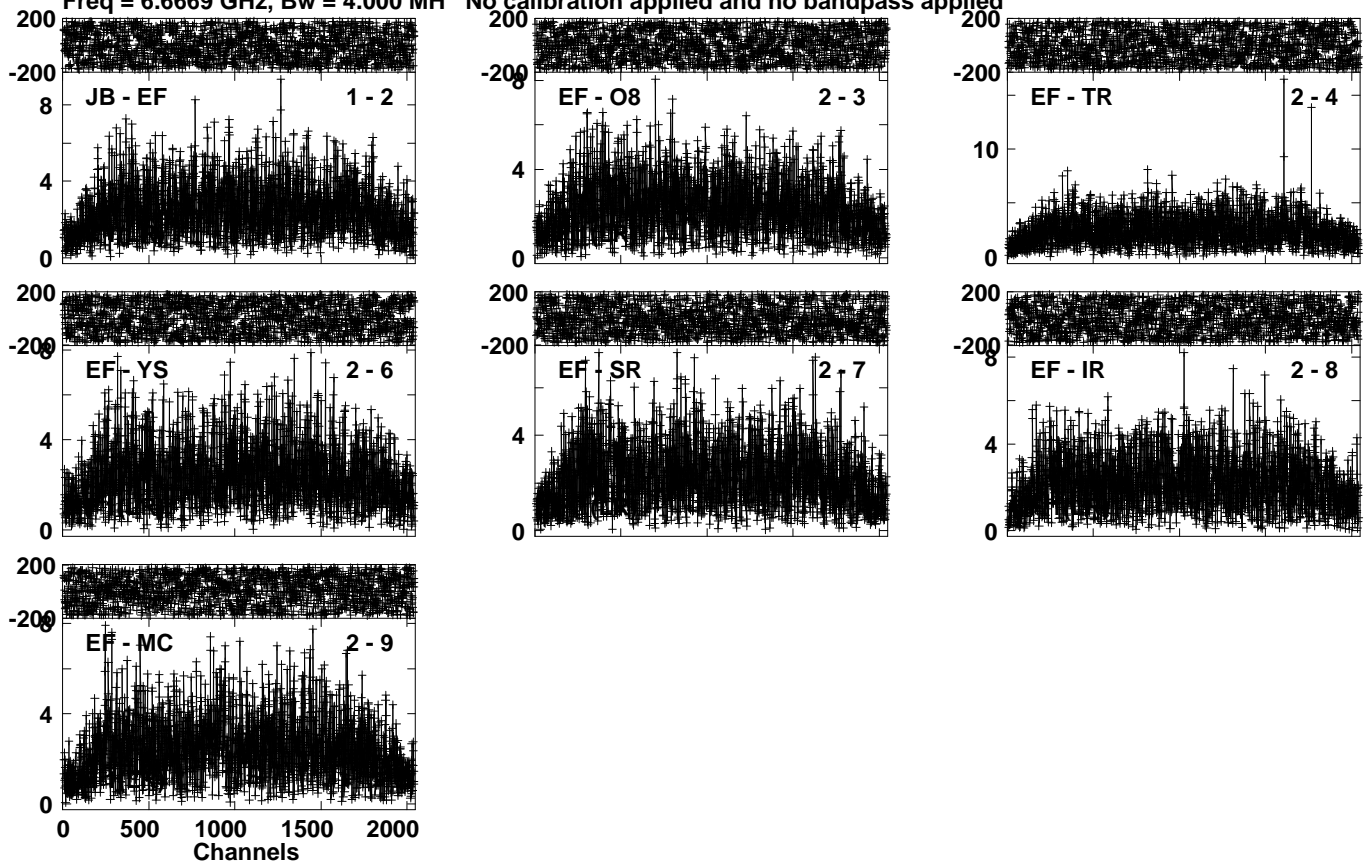 Freq = 6.6669 GHz, Bw = 4.000 MH No calibration applied and no bandpass applied
200 200 200
-200 -200 -200
JB - EF 1 - 2 EF - O8 2 - 3 EF - TR 2 - 4
8 8 10
4 4
0 0 0
200 200 200
-200 -200 -200
8 8
EF - YS 2 - 6 EF - SR 2 - 7 EF - IR 2 - 8
4 4 4
0 0 0
200
-200
8
EF - MC 2 - 9
4
0
0 500 1000 1500 2000
Channels